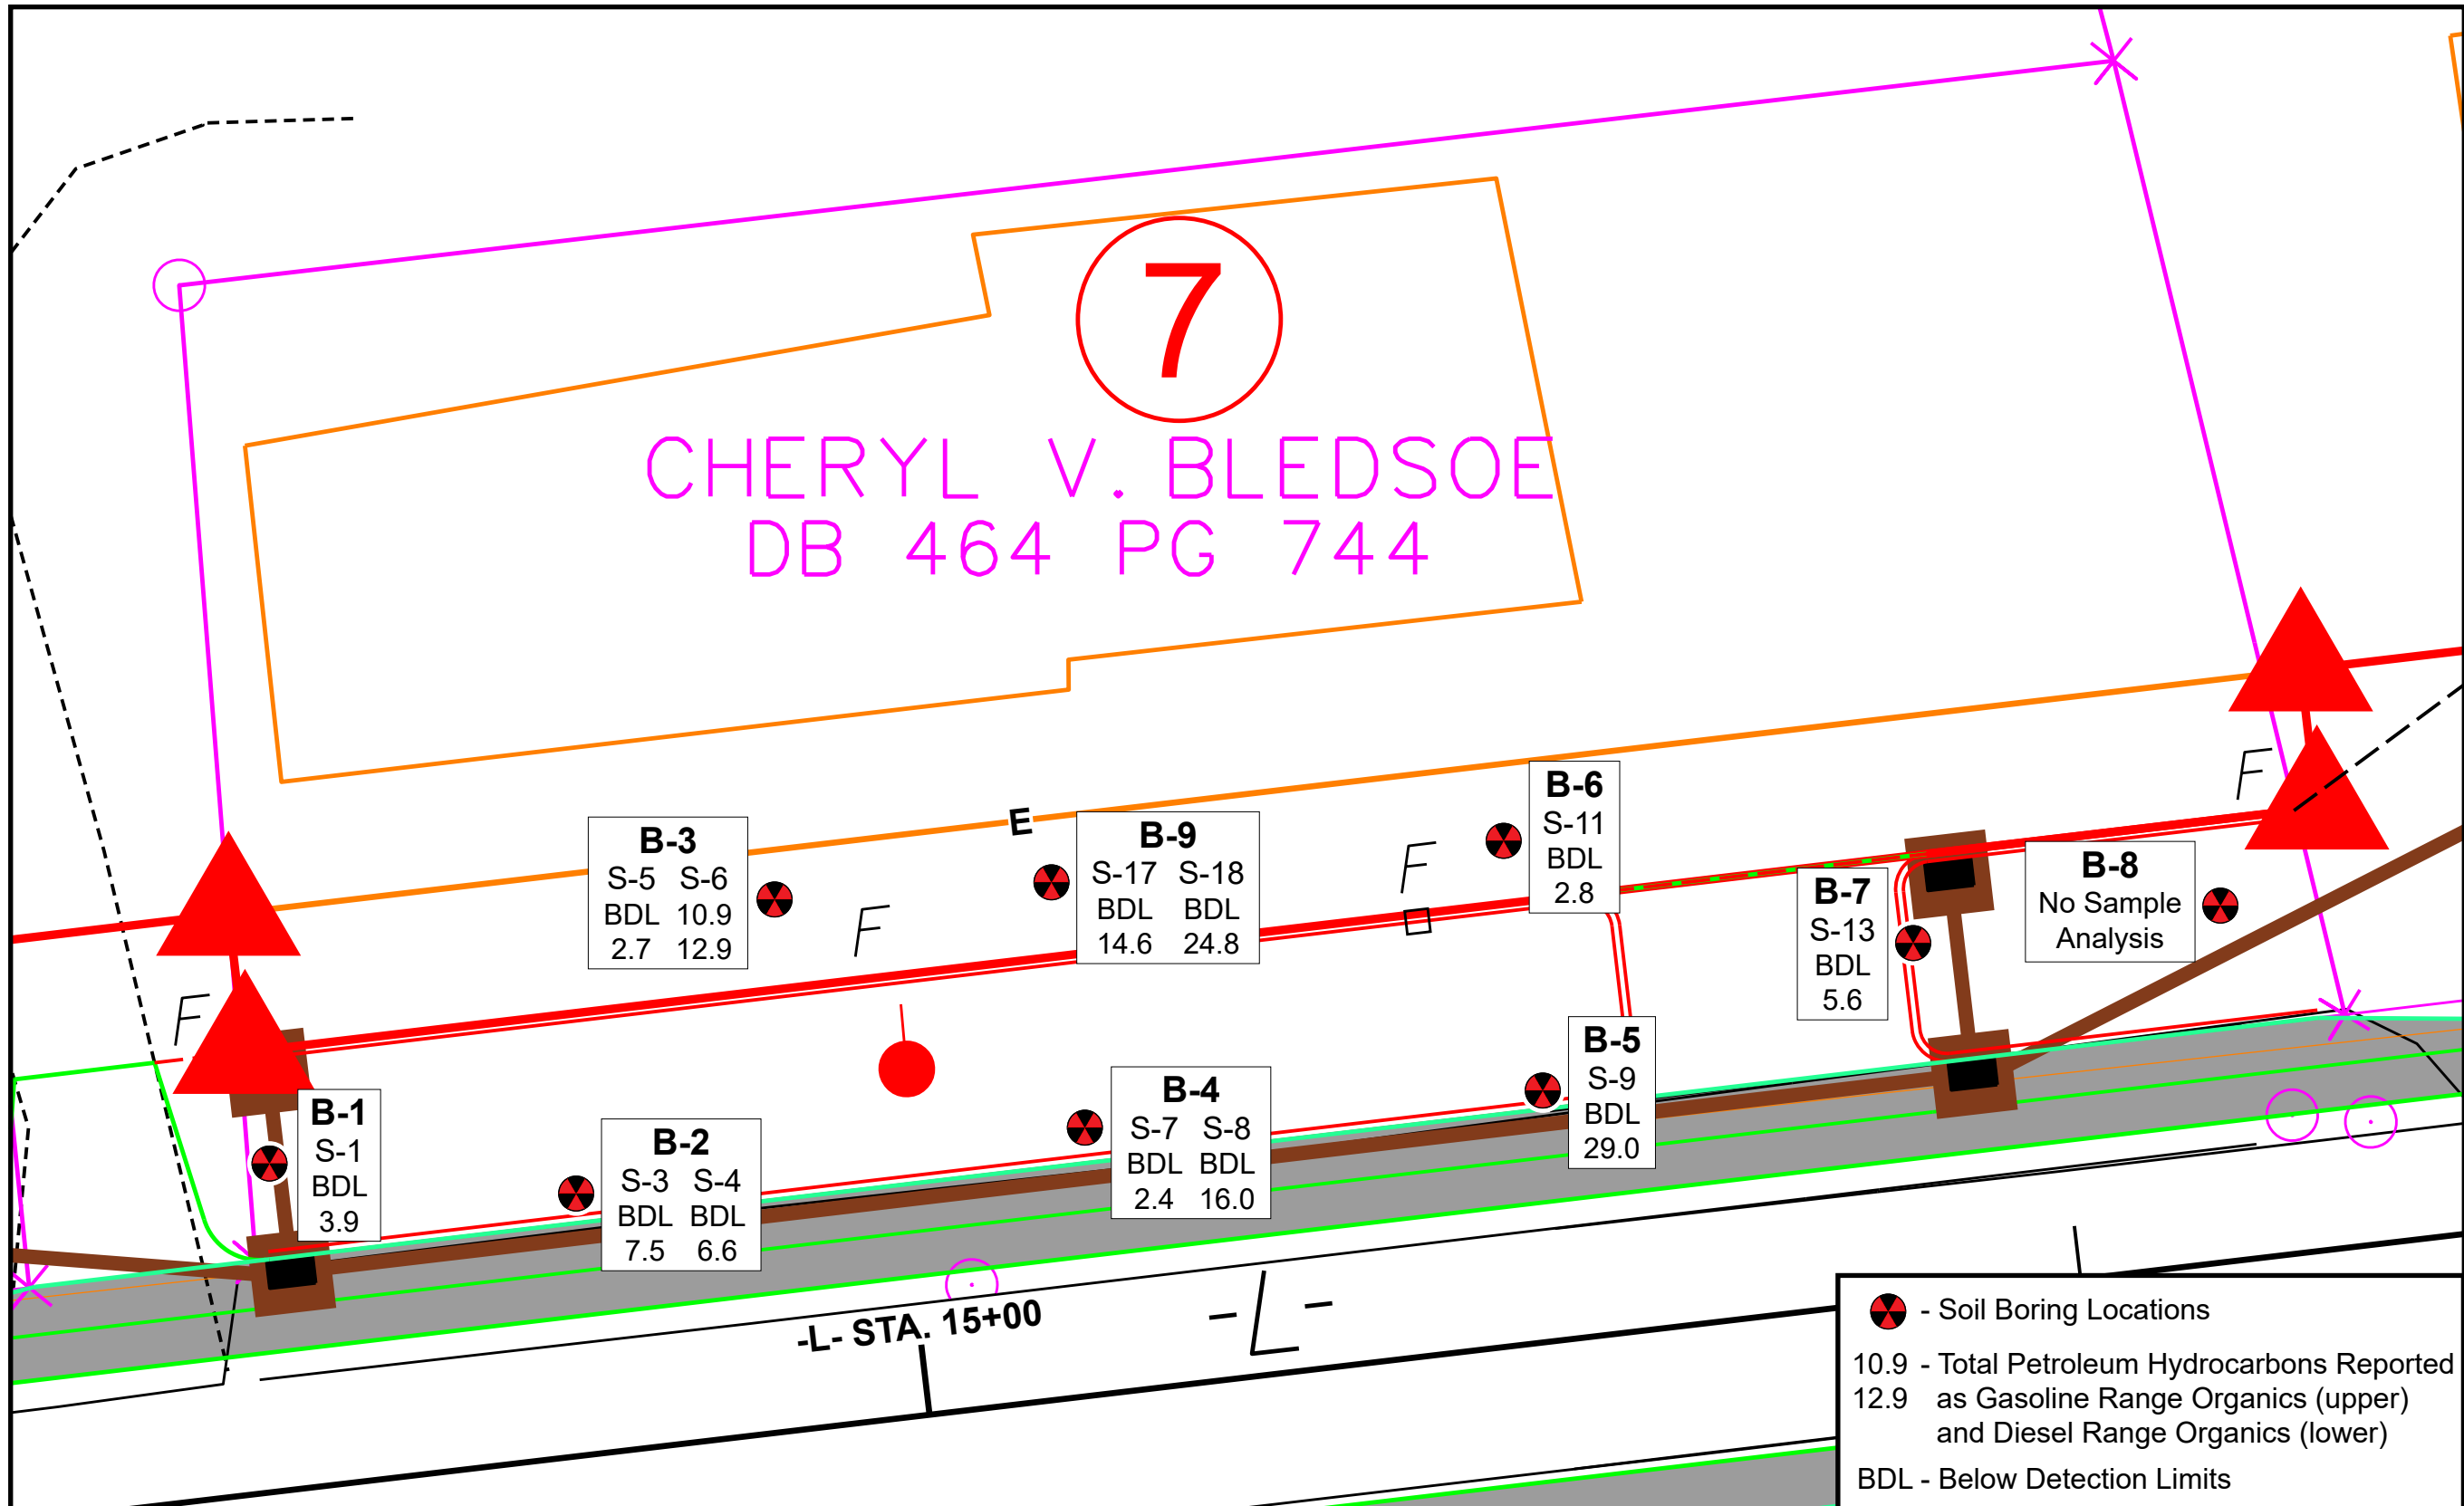 7
CHERYL V. BLEDSOE
DB 464 PG 744
E
F
F
F
F
B-6
S-11
BDL
2.8
B-3
S-5 S-6
BDL 10.9
2.7 12.9
B-9
S-17 S-18
BDL BDL
14.6 24.8
B-7
S-13
BDL
5.6
B-8
No Sample
Analysis
B-1
S-1
BDL
3.9
B-2
S-3 S-4
BDL BDL
7.5 6.6
B-4
S-7 S-8
BDL BDL
2.4 16.0
B-5
S-9
BDL
29.0
-L- STA. 15+00
-L-
- Soil Boring Locations
10.9 - Total Petroleum Hydrocarbons Reported
12.9 as Gasoline Range Organics (upper)
and Diesel Range Organics (lower)
BDL - Below Detection Limits